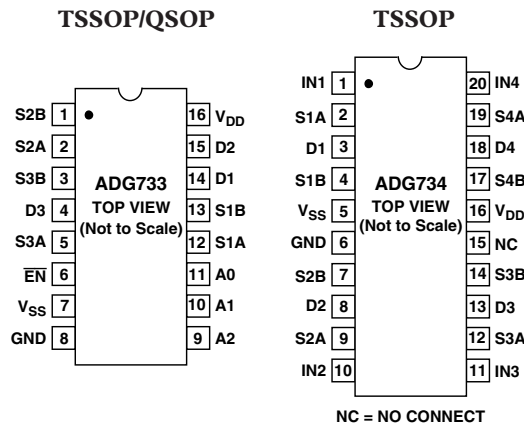 TSSOP/QSOP
S2B 1 16 VDD
S2A 2 15 D2
S3B 3 14 D1
D3 4 13 S1B
S3A 5 12 S1A
EN 6 11 A0
VSS 7 10 A1
GND 8 9 A2
ADG733
TOP VIEW
(Not to Scale)
TSSOP
IN1 1 20 IN4
S1A 2 19 S4A
D1 3 18 D4
S1B 4 17 S4B
VSS 5 16 VDD
GND 6 15 NC
S2B 7 14 S3B
D2 8 13 D3
S2A 9 12 S3A
IN2 10 11 IN3
ADG734
TOP VIEW
(Not to Scale)
NC = NO CONNECT